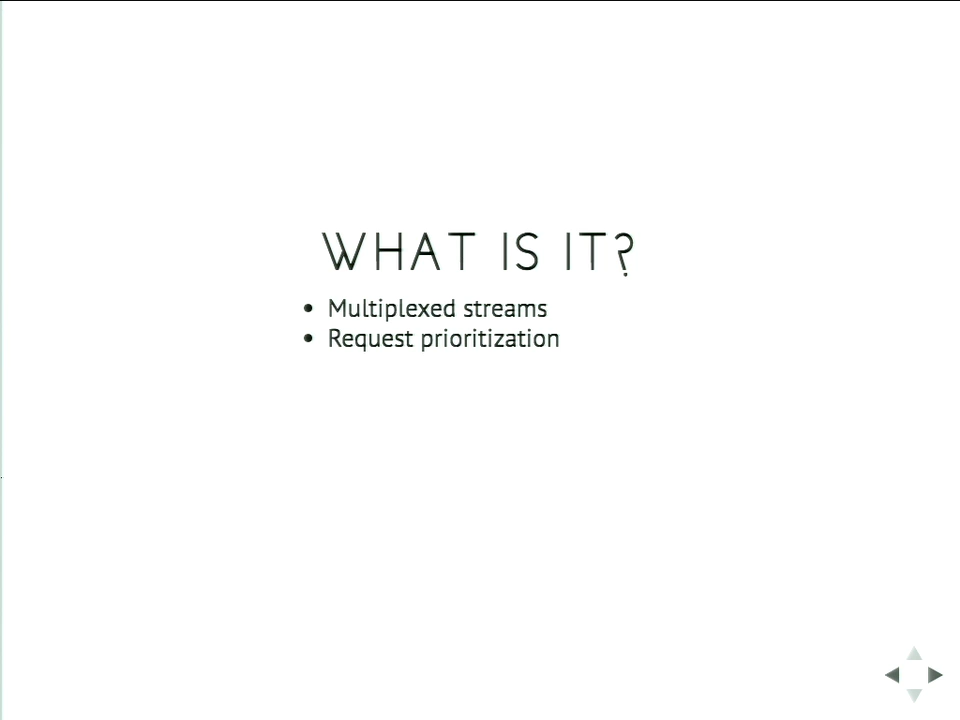 WHAT IS IT?
• Multiplexed streams
• Request prioritization